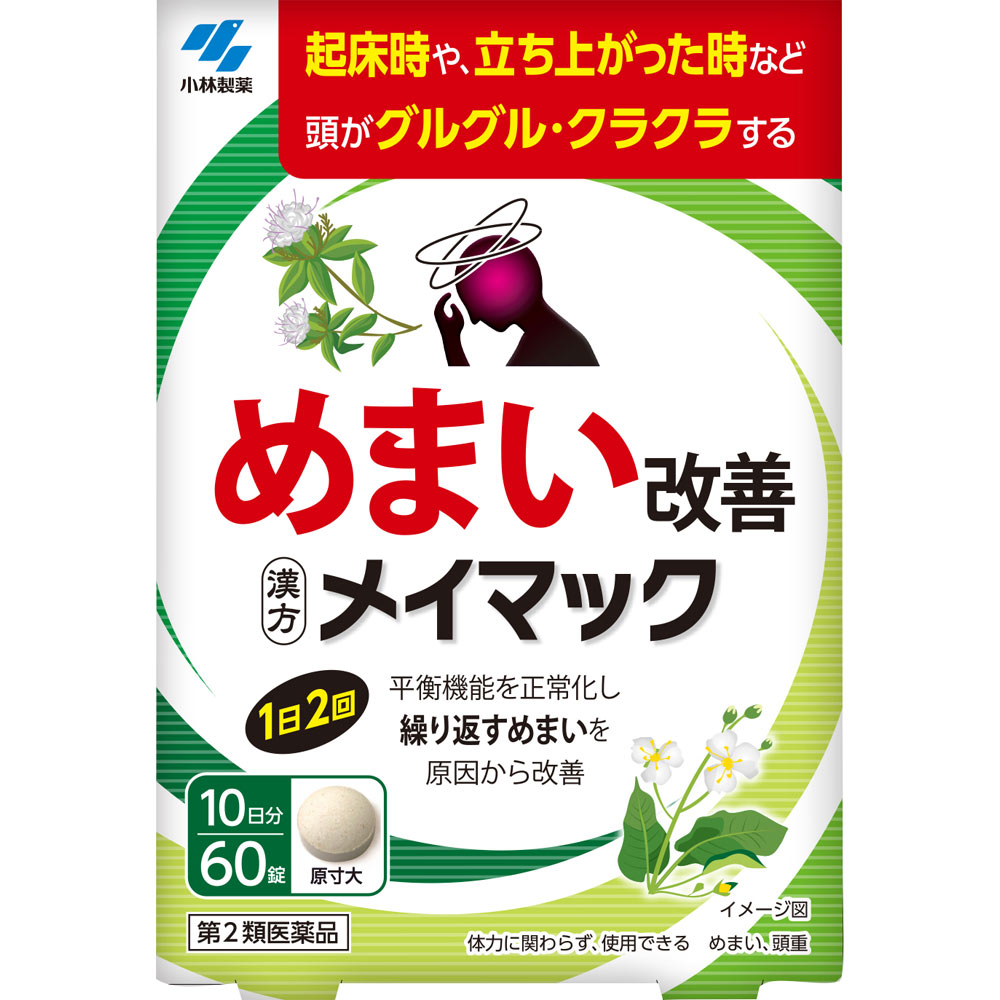 小林製薬
起床時や、立ち上がった時など
頭がグルグル・クラクラする
めまい改善
漢方 メイマック
1日2回
平衡機能を正常化し
繰り返すめまいを
原因から改善
10日分
60錠
原寸大
第2類医薬品
イメージ図
体力に関わらず、使用できる めまい、頭重